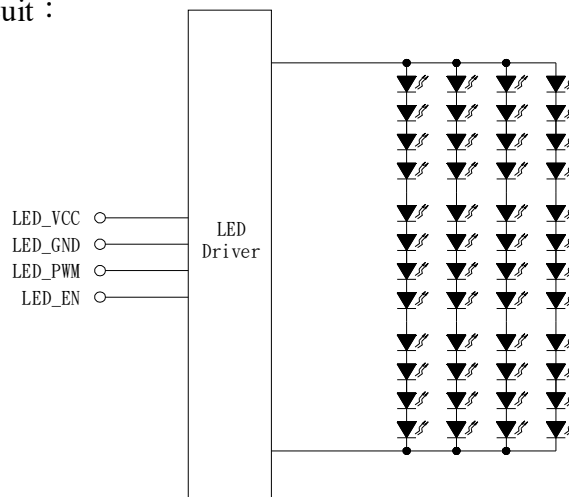 uit：
LED_VCC
LED_GND
LED_PWM
LED_EN
LED
Driver